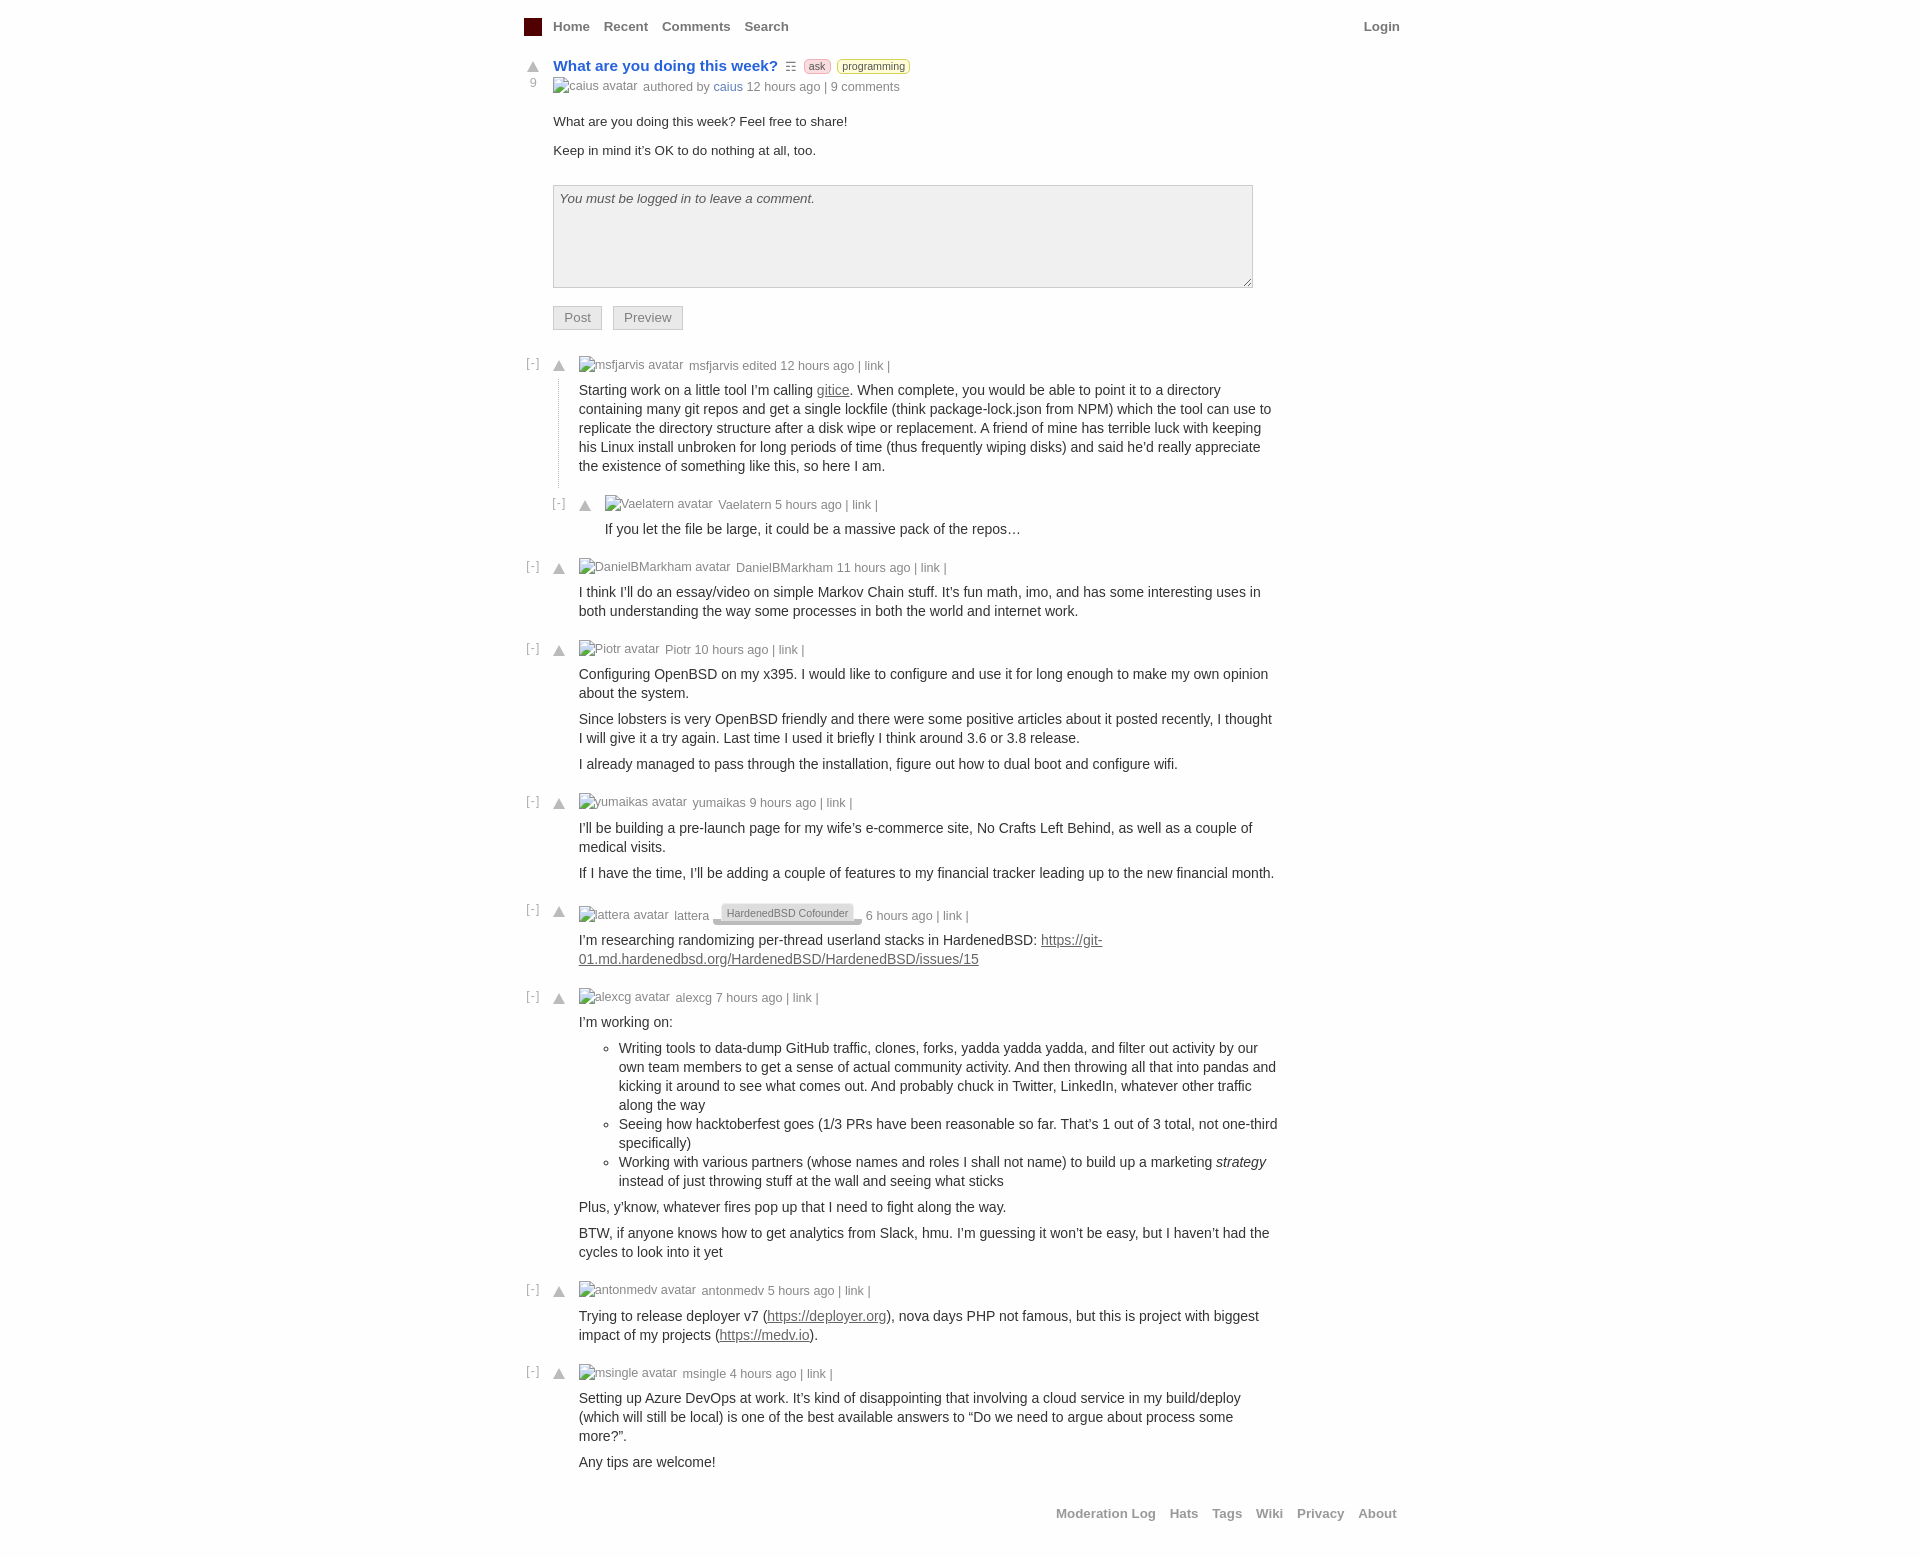 Home Recent Comments Search Login
What are you doing this week? ☶ ask programming
9
caius avatar authored by caius 12 hours ago | 9 comments
What are you doing this week? Feel free to share!
Keep in mind it’s OK to do nothing at all, too.
You must be logged in to leave a comment.
Post Preview
[-] msfjarvis avatar msfjarvis edited 12 hours ago | link |
Starting work on a little tool I’m calling gitice. When complete, you would be able to point it to a directory
containing many git repos and get a single lockfile (think package-lock.json from NPM) which the tool can use to
replicate the directory structure after a disk wipe or replacement. A friend of mine has terrible luck with keeping
his Linux install unbroken for long periods of time (thus frequently wiping disks) and said he’d really appreciate
the existence of something like this, so here I am.
[-] Vaelatern avatar Vaelatern 5 hours ago | link |
If you let the file be large, it could be a massive pack of the repos…
[-] DanielBMarkham avatar DanielBMarkham 11 hours ago | link |
I think I’ll do an essay/video on simple Markov Chain stuff. It’s fun math, imo, and has some interesting uses in
both understanding the way some processes in both the world and internet work.
[-] Piotr avatar Piotr 10 hours ago | link |
Configuring OpenBSD on my x395. I would like to configure and use it for long enough to make my own opinion
about the system.
Since lobsters is very OpenBSD friendly and there were some positive articles about it posted recently, I thought
I will give it a try again. Last time I used it briefly I think around 3.6 or 3.8 release.
I already managed to pass through the installation, figure out how to dual boot and configure wifi.
[-] yumaikas avatar yumaikas 9 hours ago | link |
I’ll be building a pre-launch page for my wife’s e-commerce site, No Crafts Left Behind, as well as a couple of
medical visits.
If I have the time, I’ll be adding a couple of features to my financial tracker leading up to the new financial month.
[-] lattera avatar lattera HardenedBSD Cofounder 6 hours ago | link |
I’m researching randomizing per-thread userland stacks in HardenedBSD: https://git-
01.md.hardenedbsd.org/HardenedBSD/HardenedBSD/issues/15
[-] alexcg avatar alexcg 7 hours ago | link |
I’m working on:
Writing tools to data-dump GitHub traffic, clones, forks, yadda yadda yadda, and filter out activity by our
own team members to get a sense of actual community activity. And then throwing all that into pandas and
kicking it around to see what comes out. And probably chuck in Twitter, LinkedIn, whatever other traffic
along the way
Seeing how hacktoberfest goes (1/3 PRs have been reasonable so far. That’s 1 out of 3 total, not one-third
specifically)
Working with various partners (whose names and roles I shall not name) to build up a marketing strategy
instead of just throwing stuff at the wall and seeing what sticks
Plus, y’know, whatever fires pop up that I need to fight along the way.
BTW, if anyone knows how to get analytics from Slack, hmu. I’m guessing it won’t be easy, but I haven’t had the
cycles to look into it yet
[-] antonmedv avatar antonmedv 5 hours ago | link |
Trying to release deployer v7 (https://deployer.org), nova days PHP not famous, but this is project with biggest
impact of my projects (https://medv.io).
[-] msingle avatar msingle 4 hours ago | link |
Setting up Azure DevOps at work. It’s kind of disappointing that involving a cloud service in my build/deploy
(which will still be local) is one of the best available answers to “Do we need to argue about process some
more?”.
Any tips are welcome!
Moderation Log Hats Tags Wiki Privacy About